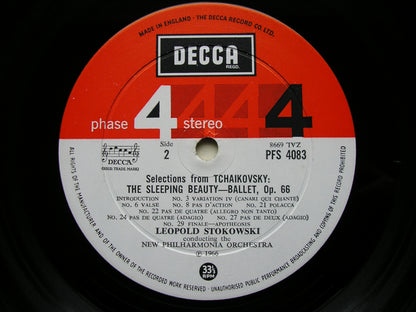 MADE IN ENGLAND · THE DECCA RECORD CO LTD.
DECCA
REGD.
phase 4 stereo 4 4 4
Side
2
8669 TVZ
PFS 4083
DECCA
Selections from TCHAIKOVSKY:
THE SLEEPING BEAUTY—BALLET, Op. 66
INTRODUCTION NO. 3 VARIATION IV (CANARI QUI CHANTE)
NO. 6 VALSE NO. 8 PAS D'ACTION NO. 21 POLACCA
NO. 22 PAS DE QUATRE (ALLEGRO NON TANTO)
NO. 24 PAS DE QUATRE (ADAGIO) NO. 27 PAS DE DEUX (ADAGIO)
NO. 29 FINALE—APOTHEOSIS
LEOPOLD STOKOWSKI
conducting the
NEW PHILHARMONIA ORCHESTRA
℗ 1966
33⅓
RPM
ALL RIGHTS OF THE MANUFACTURER AND OF THE OWNER OF THE RECORDED WORK RESERVED · UNAUTHORISED PUBLIC PERFORMANCE BROADCASTING AND COPYING OF THIS RECORD PROHIBITED